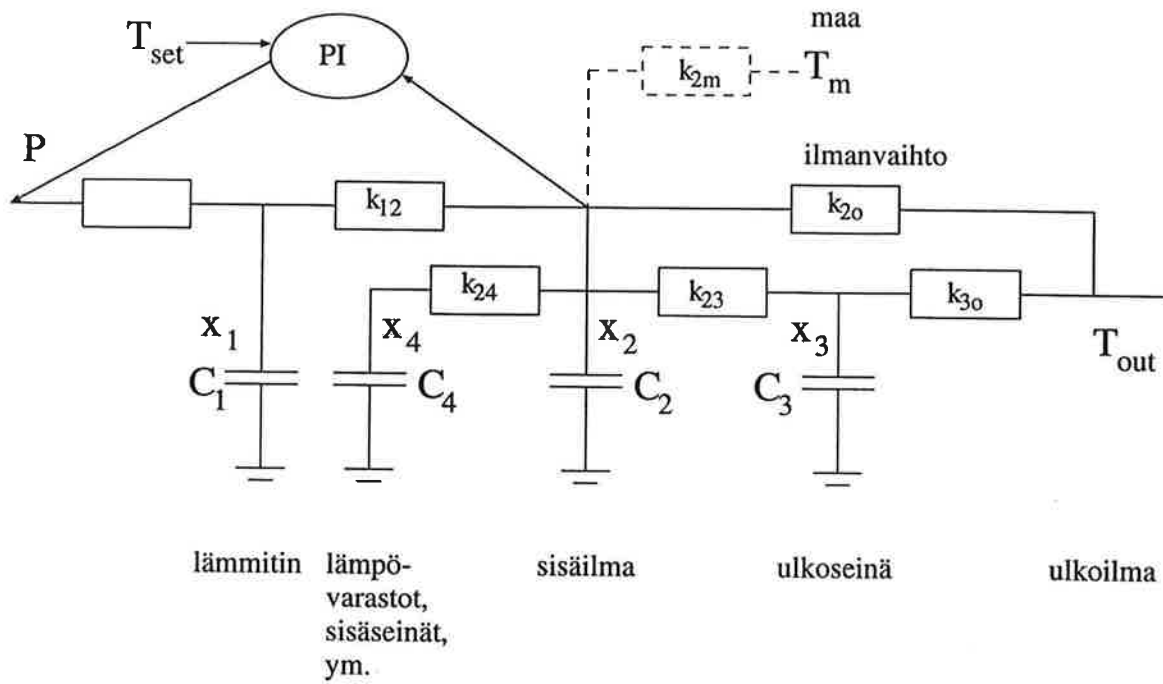 maa
T_set
PI
k_2m
T_m
P
ilmanvaihto
k_12
k_2o
k_24
k_23
k_3o
x_1
x_4
x_2
x_3
T_out
C_1
C_4
C_2
C_3
lämmitin
lämpö-
varastot,
sisäseinät,
ym.
sisäilma
ulkoseinä
ulkoilma